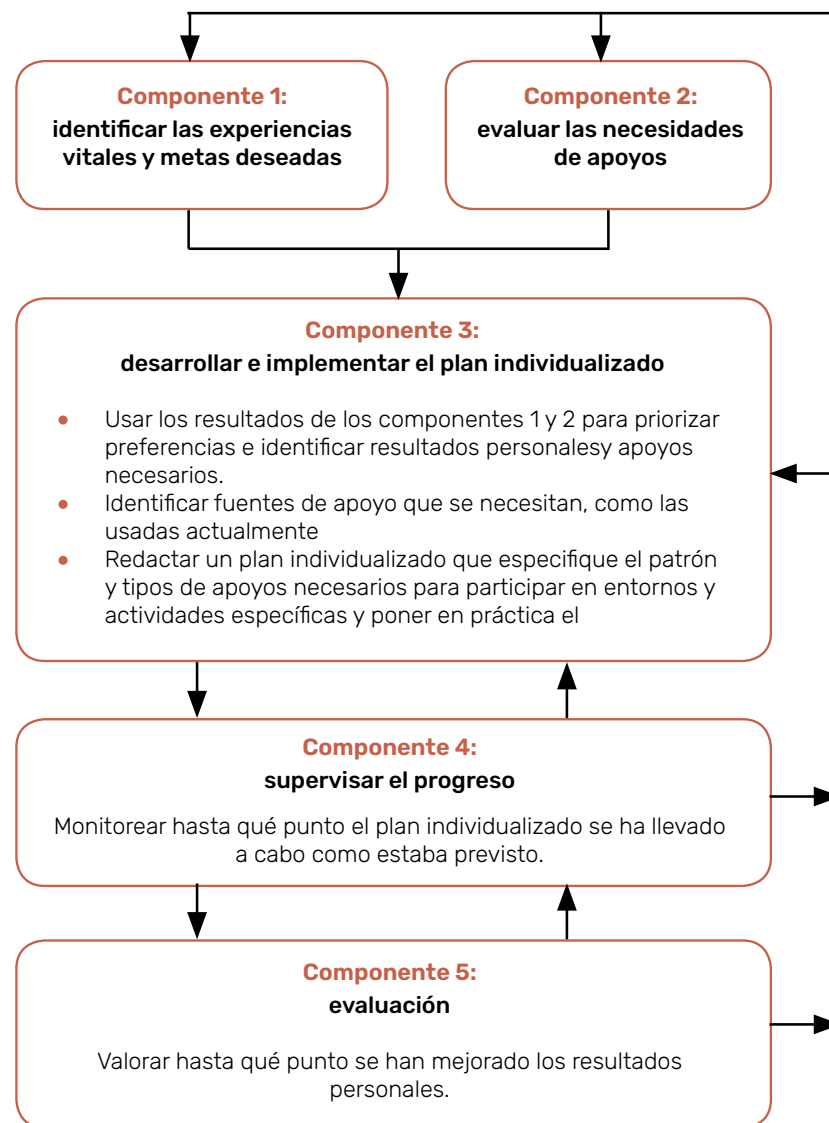 Componente 1:
identificar las experiencias
vitales y metas deseadas
Componente 2:
evaluar las necesidades
de apoyos
Componente 3:
desarrollar e implementar el plan individualizado
• Usar los resultados de los componentes 1 y 2 para priorizar
preferencias e identificar resultados personalesy apoyos
necesarios.
• Identificar fuentes de apoyo que se necesitan, como las
usadas actualmente
• Redactar un plan individualizado que especifique el patrón
y tipos de apoyos necesarios para participar en entornos y
actividades específicas y poner en práctica el
Componente 4:
supervisar el progreso
Monitorear hasta qué punto el plan individualizado se ha llevado
a cabo como estaba previsto.
Componente 5:
evaluación
Valorar hasta qué punto se han mejorado los resultados
personales.